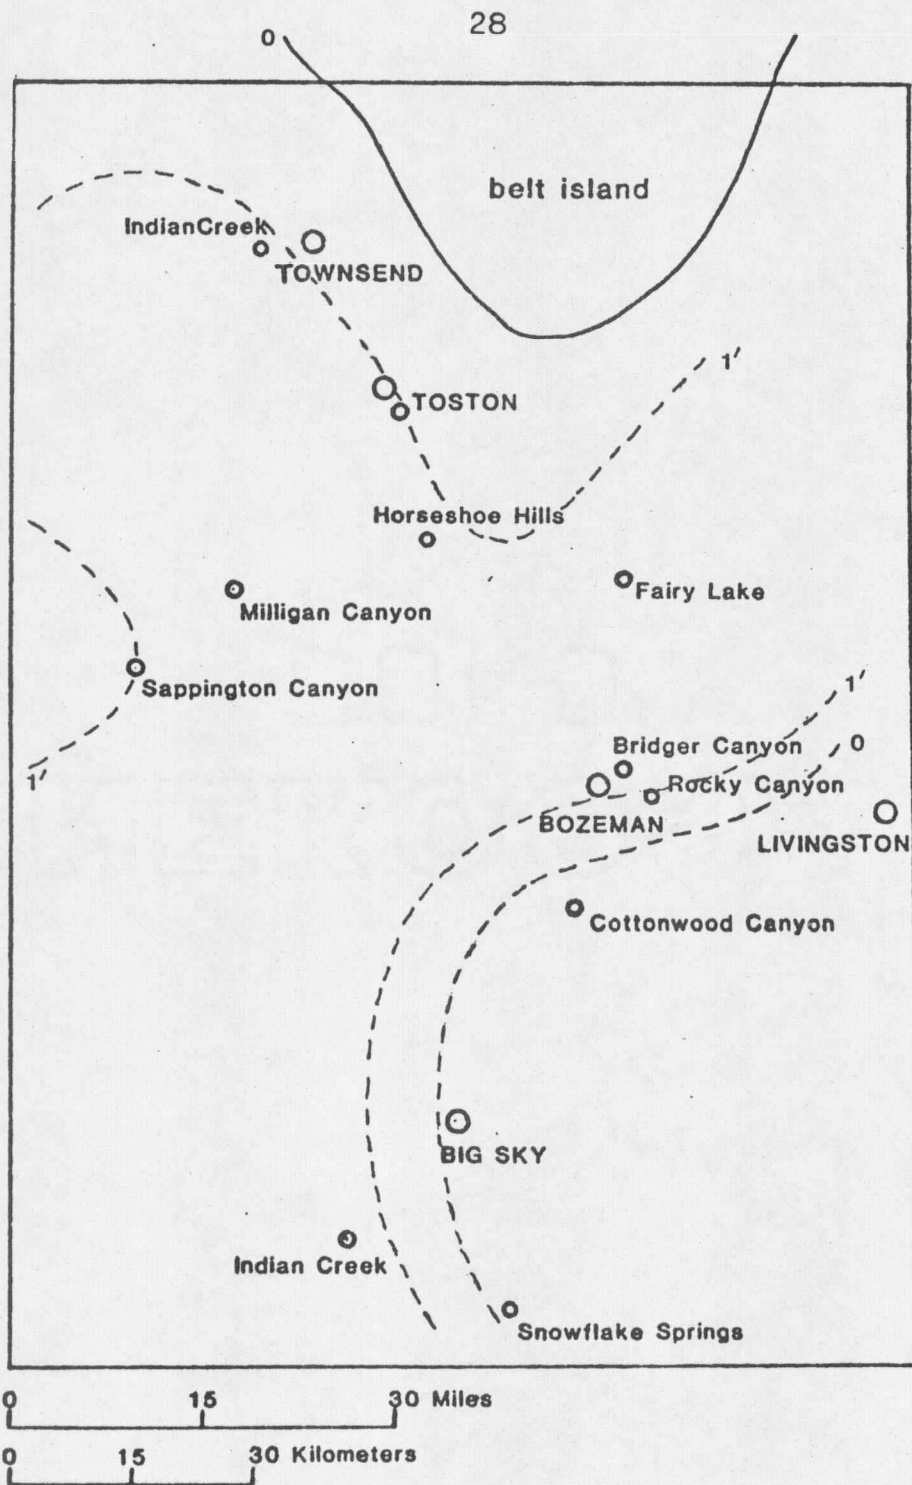 28
0
belt island
IndianCreek
TOWNSEND
1'
TOSTON
Horseshoe Hills
Fairy Lake
Milligan Canyon
Sappington Canyon
1'
Bridger Canyon
0
1'
Rocky Canyon
BOZEMAN
LIVINGSTON
Cottonwood Canyon
BIG SKY
Indian Creek
Snowflake Springs
0 15 30 Miles
0 15 30 Kilometers